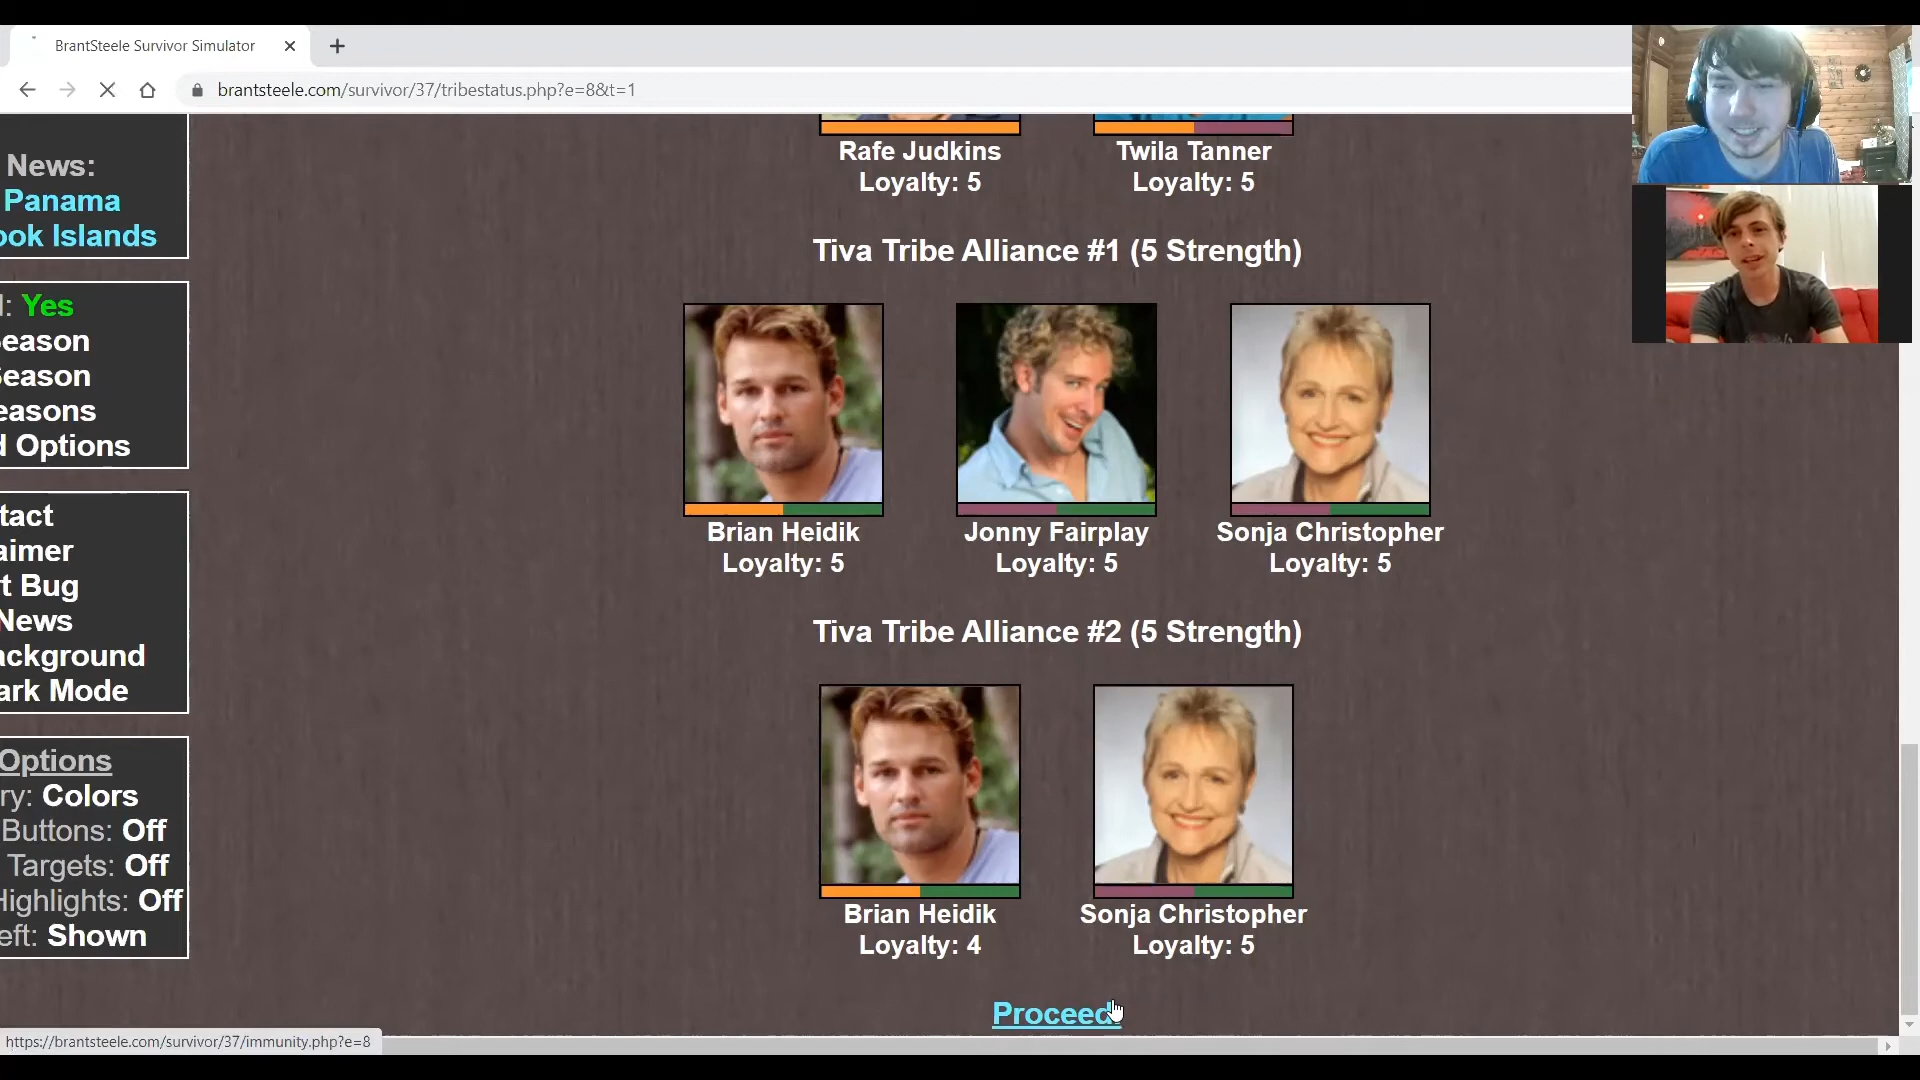 BrantSteele Survivor Simulator
brantsteele.com/survivor/37/tribestatus.php?e=8&t=1
News:
Panama
ook Islands
l: Yes
Season
Season
easons
d Options
tact
aimer
t Bug
News
ackground
ark Mode
Options
ry: Colors
Buttons: Off
Targets: Off
Highlights: Off
eft: Shown
Rafe Judkins
Loyalty: 5
Twila Tanner
Loyalty: 5
Tiva Tribe Alliance #1 (5 Strength)
Brian Heidik
Loyalty: 5
Jonny Fairplay
Loyalty: 5
Sonja Christopher
Loyalty: 5
Tiva Tribe Alliance #2 (5 Strength)
Brian Heidik
Loyalty: 4
Sonja Christopher
Loyalty: 5
Proceed.
https://brantsteele.com/survivor/37/immunity.php?e=8